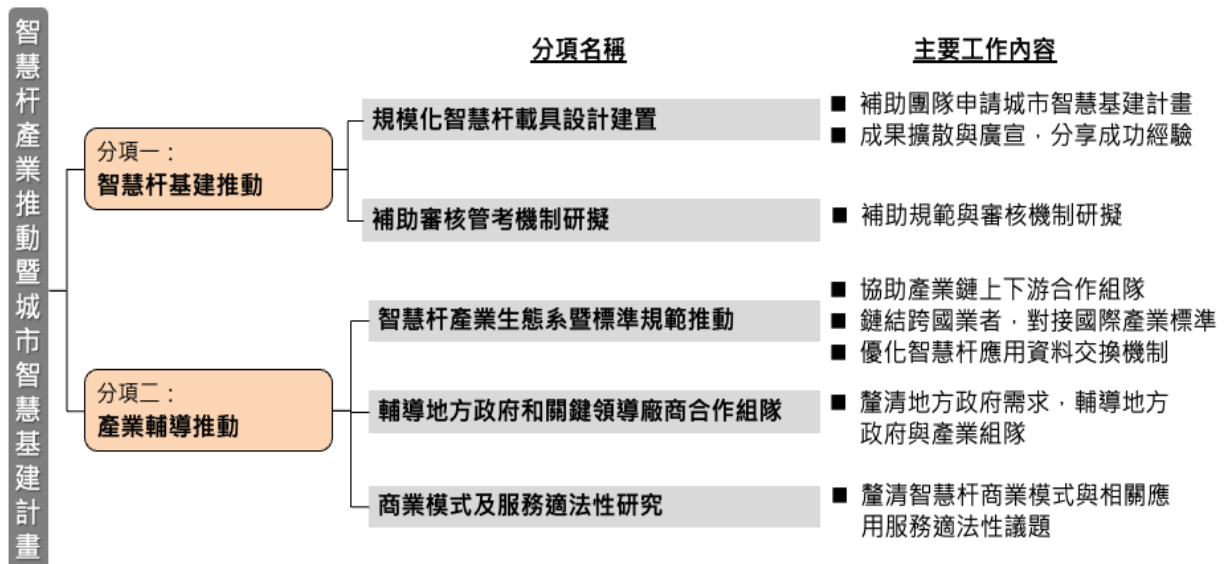 智慧杆產業推動暨城市智慧基建計畫
分項名稱
主要工作內容
分項一：
智慧杆基建推動
規模化智慧杆載具設計建置
■ 補助團隊申請城市智慧基建計畫
■ 成果擴散與廣宣，分享成功經驗
補助審核管考機制研擬
■ 補助規範與審核機制研擬
分項二：
產業輔導推動
智慧杆產業生態系暨標準規範推動
■ 協助產業鏈上下游合作組隊
■ 鏈結跨國業者，對接國際產業標準
■ 優化智慧杆應用資料交換機制
輔導地方政府和關鍵領導廠商合作組隊
■ 釐清地方政府需求，輔導地方
政府與產業組隊
商業模式及服務適法性研究
■ 釐清智慧杆商業模式與相關應
用服務適法性議題